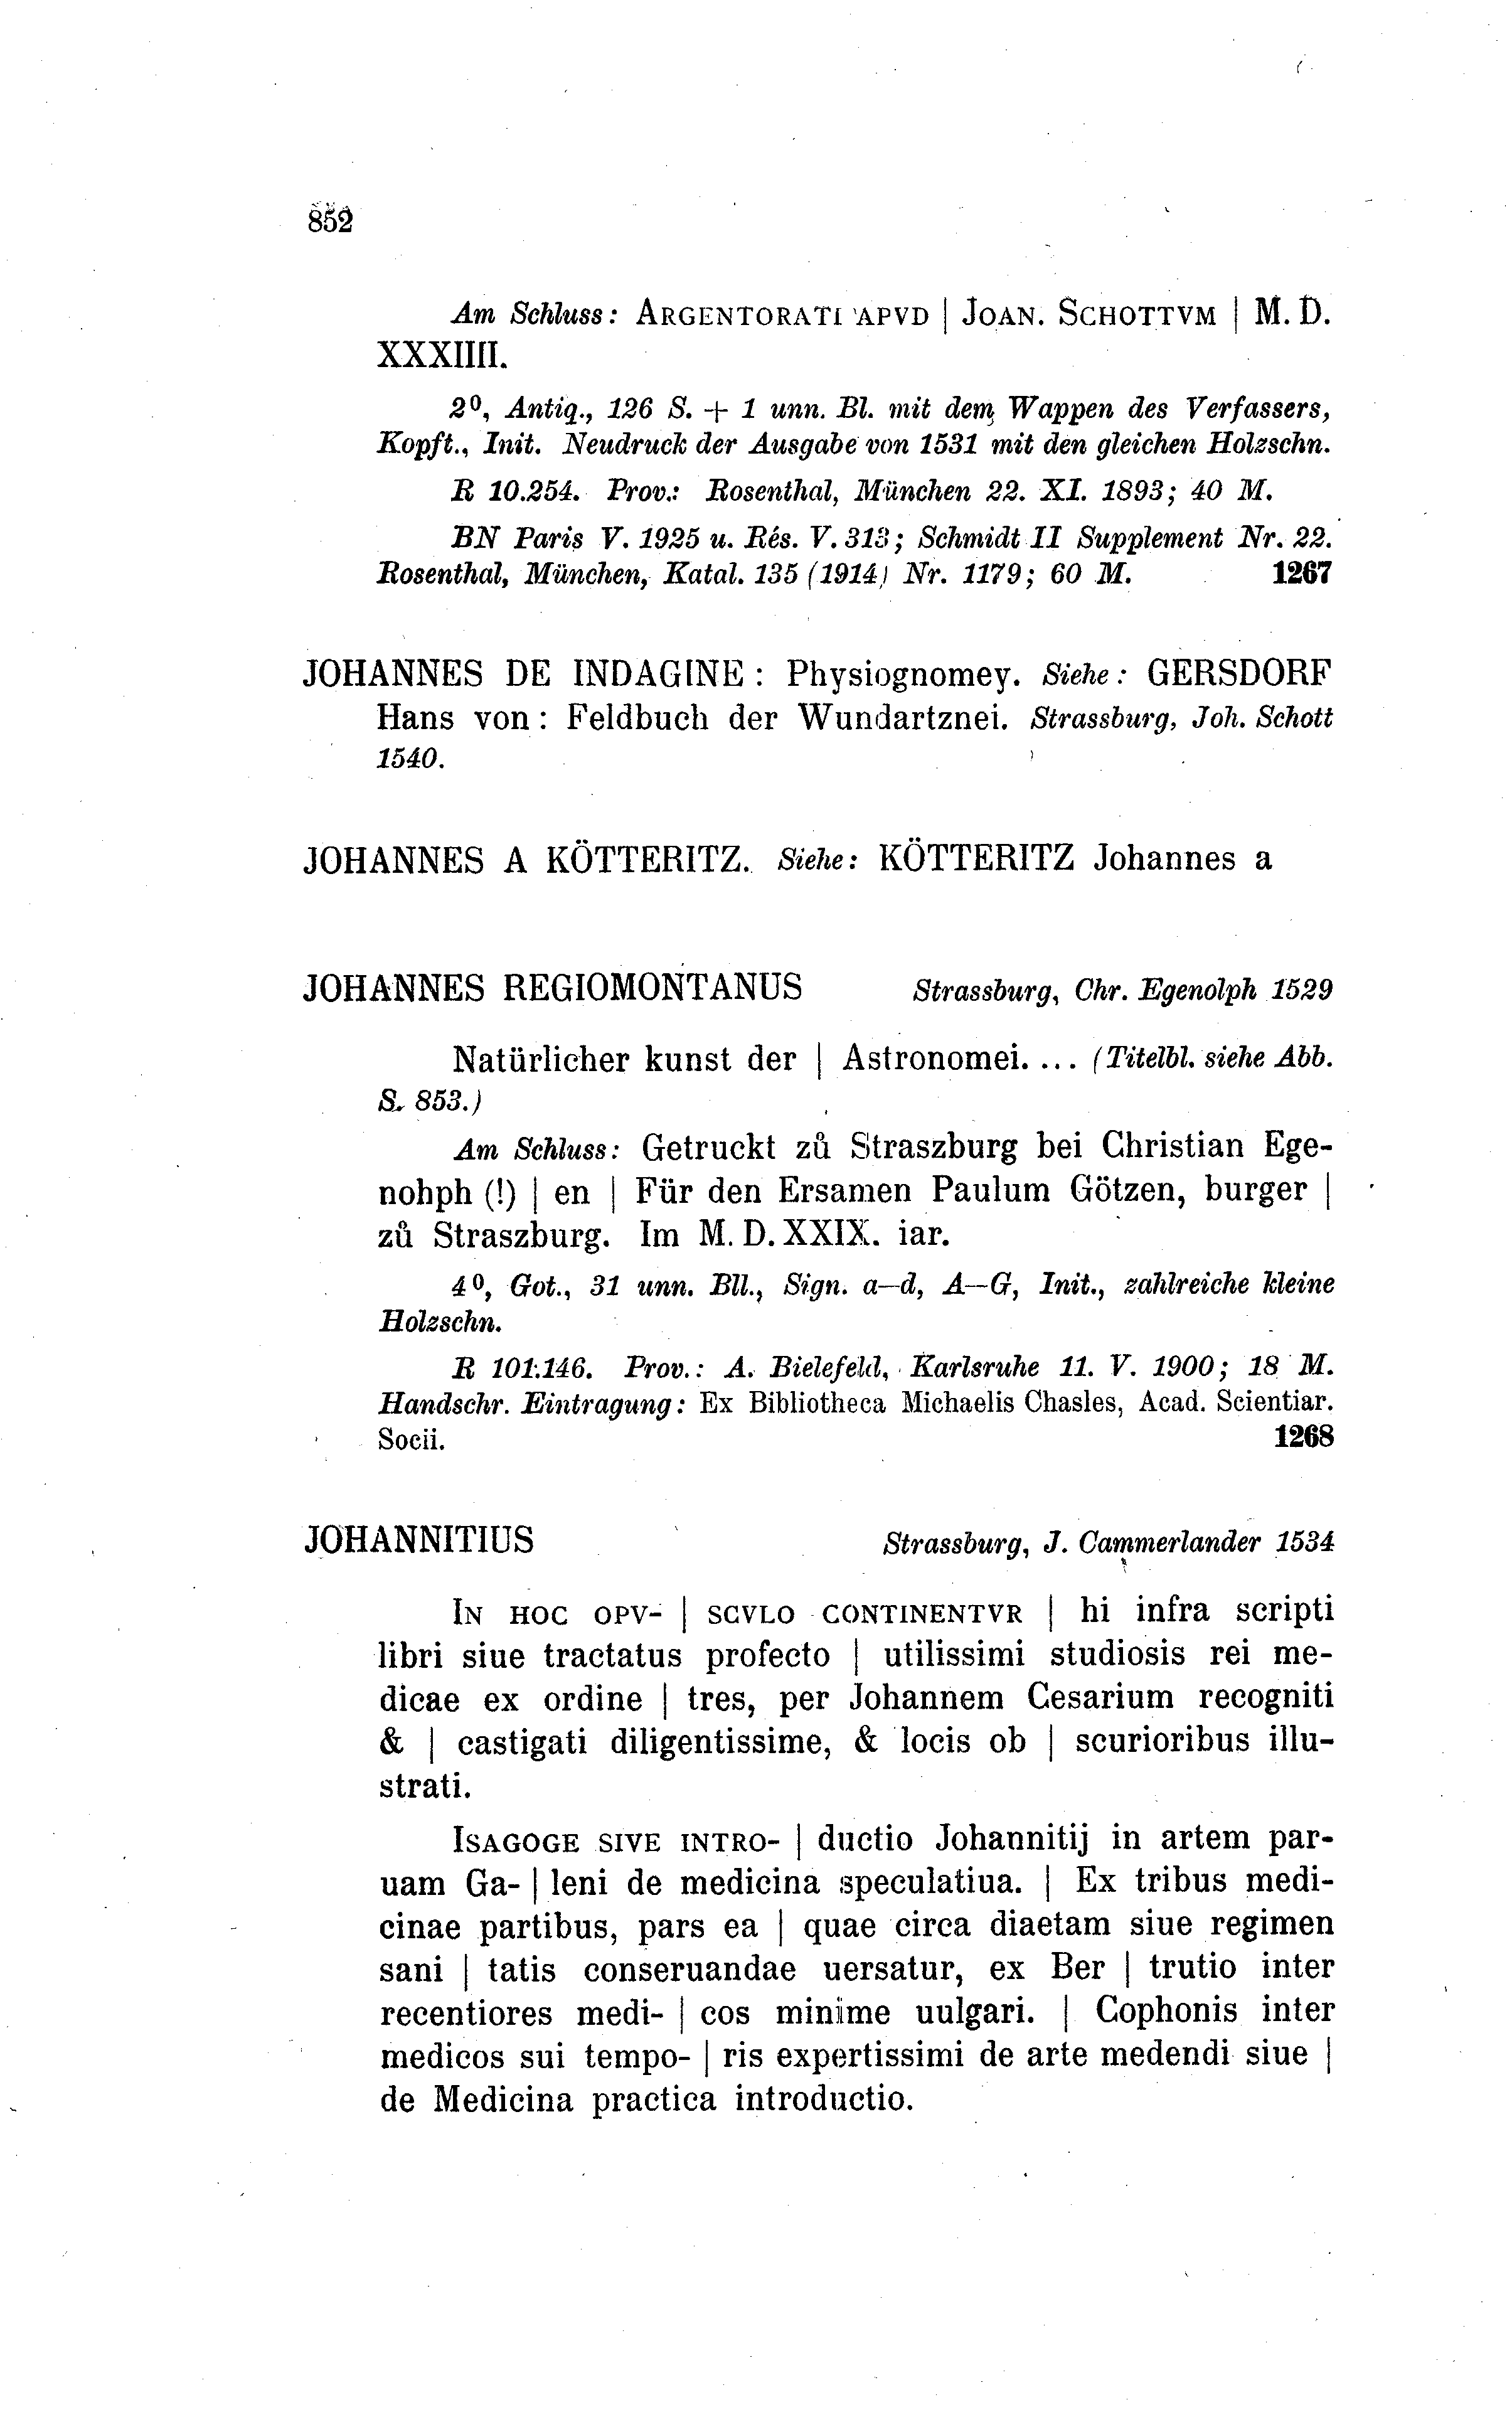 852
Am Schluss: ARGENTORATI APVD | JOAN. SCHOTTVM | M. D.
XXXIIII.
2⁰, Antiq., 126 S. + 1 unn. Bl. mit dem Wappen des Verfassers,
Kopft., Init. Neudruck der Ausgabe von 1531 mit den gleichen Holzschn.
R 10.254. Prov.: Rosenthal, München 22. XI. 1893; 40 M.
BN Paris V. 1925 u. Rés. V. 313; Schmidt II Supplement Nr. 22.
Rosenthal, München, Katal. 135 (1914) Nr. 1179; 60 M. 1267
JOHANNES DE INDAGINE: Physiognomey. Siehe: GERSDORF
Hans von: Feldbuch der Wundartznei. Strassburg, Joh. Schott
1540.
JOHANNES A KÖTTERITZ. Siehe: KÖTTERITZ Johannes a
JOHANNES REGIOMONTANUS Strassburg, Chr. Egenolph 1529
Natürlicher kunst der | Astronomei. ... (Titelbl. siehe Abb.
S. 853.)
Am Schluss: Getruckt zů Straszburg bei Christian Ege-
nohph (!) | en | Für den Ersamen Paulum Götzen, burger |
zů Straszburg. Im M. D. XXIX. iar.
4⁰, Got., 31 unn. Bll., Sign. a—d, A—G, Init., zahlreiche kleine
Holzschn.
R 101.146. Prov.: A. Bielefeld, Karlsruhe 11. V. 1900; 18 M.
Handschr. Eintragung: Ex Bibliotheca Michaelis Chasles, Acad. Scientiar.
Socii. 1268
JOHANNITIUS Strassburg, J. Cammerlander 1534
IN HOC OPV- | SCVLO CONTINENTVR | hi infra scripti
libri siue tractatus profecto | utilissimi studiosis rei me-
dicae ex ordine | tres, per Johannem Cesarium recogniti
& | castigati diligentissime, & locis ob | scurioribus illu-
strati.
ISAGOGE SIVE INTRO- | ductio Johannitij in artem par-
uam Ga- | leni de medicina speculatiua. | Ex tribus medi-
cinae partibus, pars ea | quae circa diaetam siue regimen
sani | tatis conseruandae uersatur, ex Ber | trutio inter
recentiores medi- | cos minime uulgari. | Cophonis inter
medicos sui tempo- | ris expertissimi de arte medendi siue |
de Medicina practica introductio.